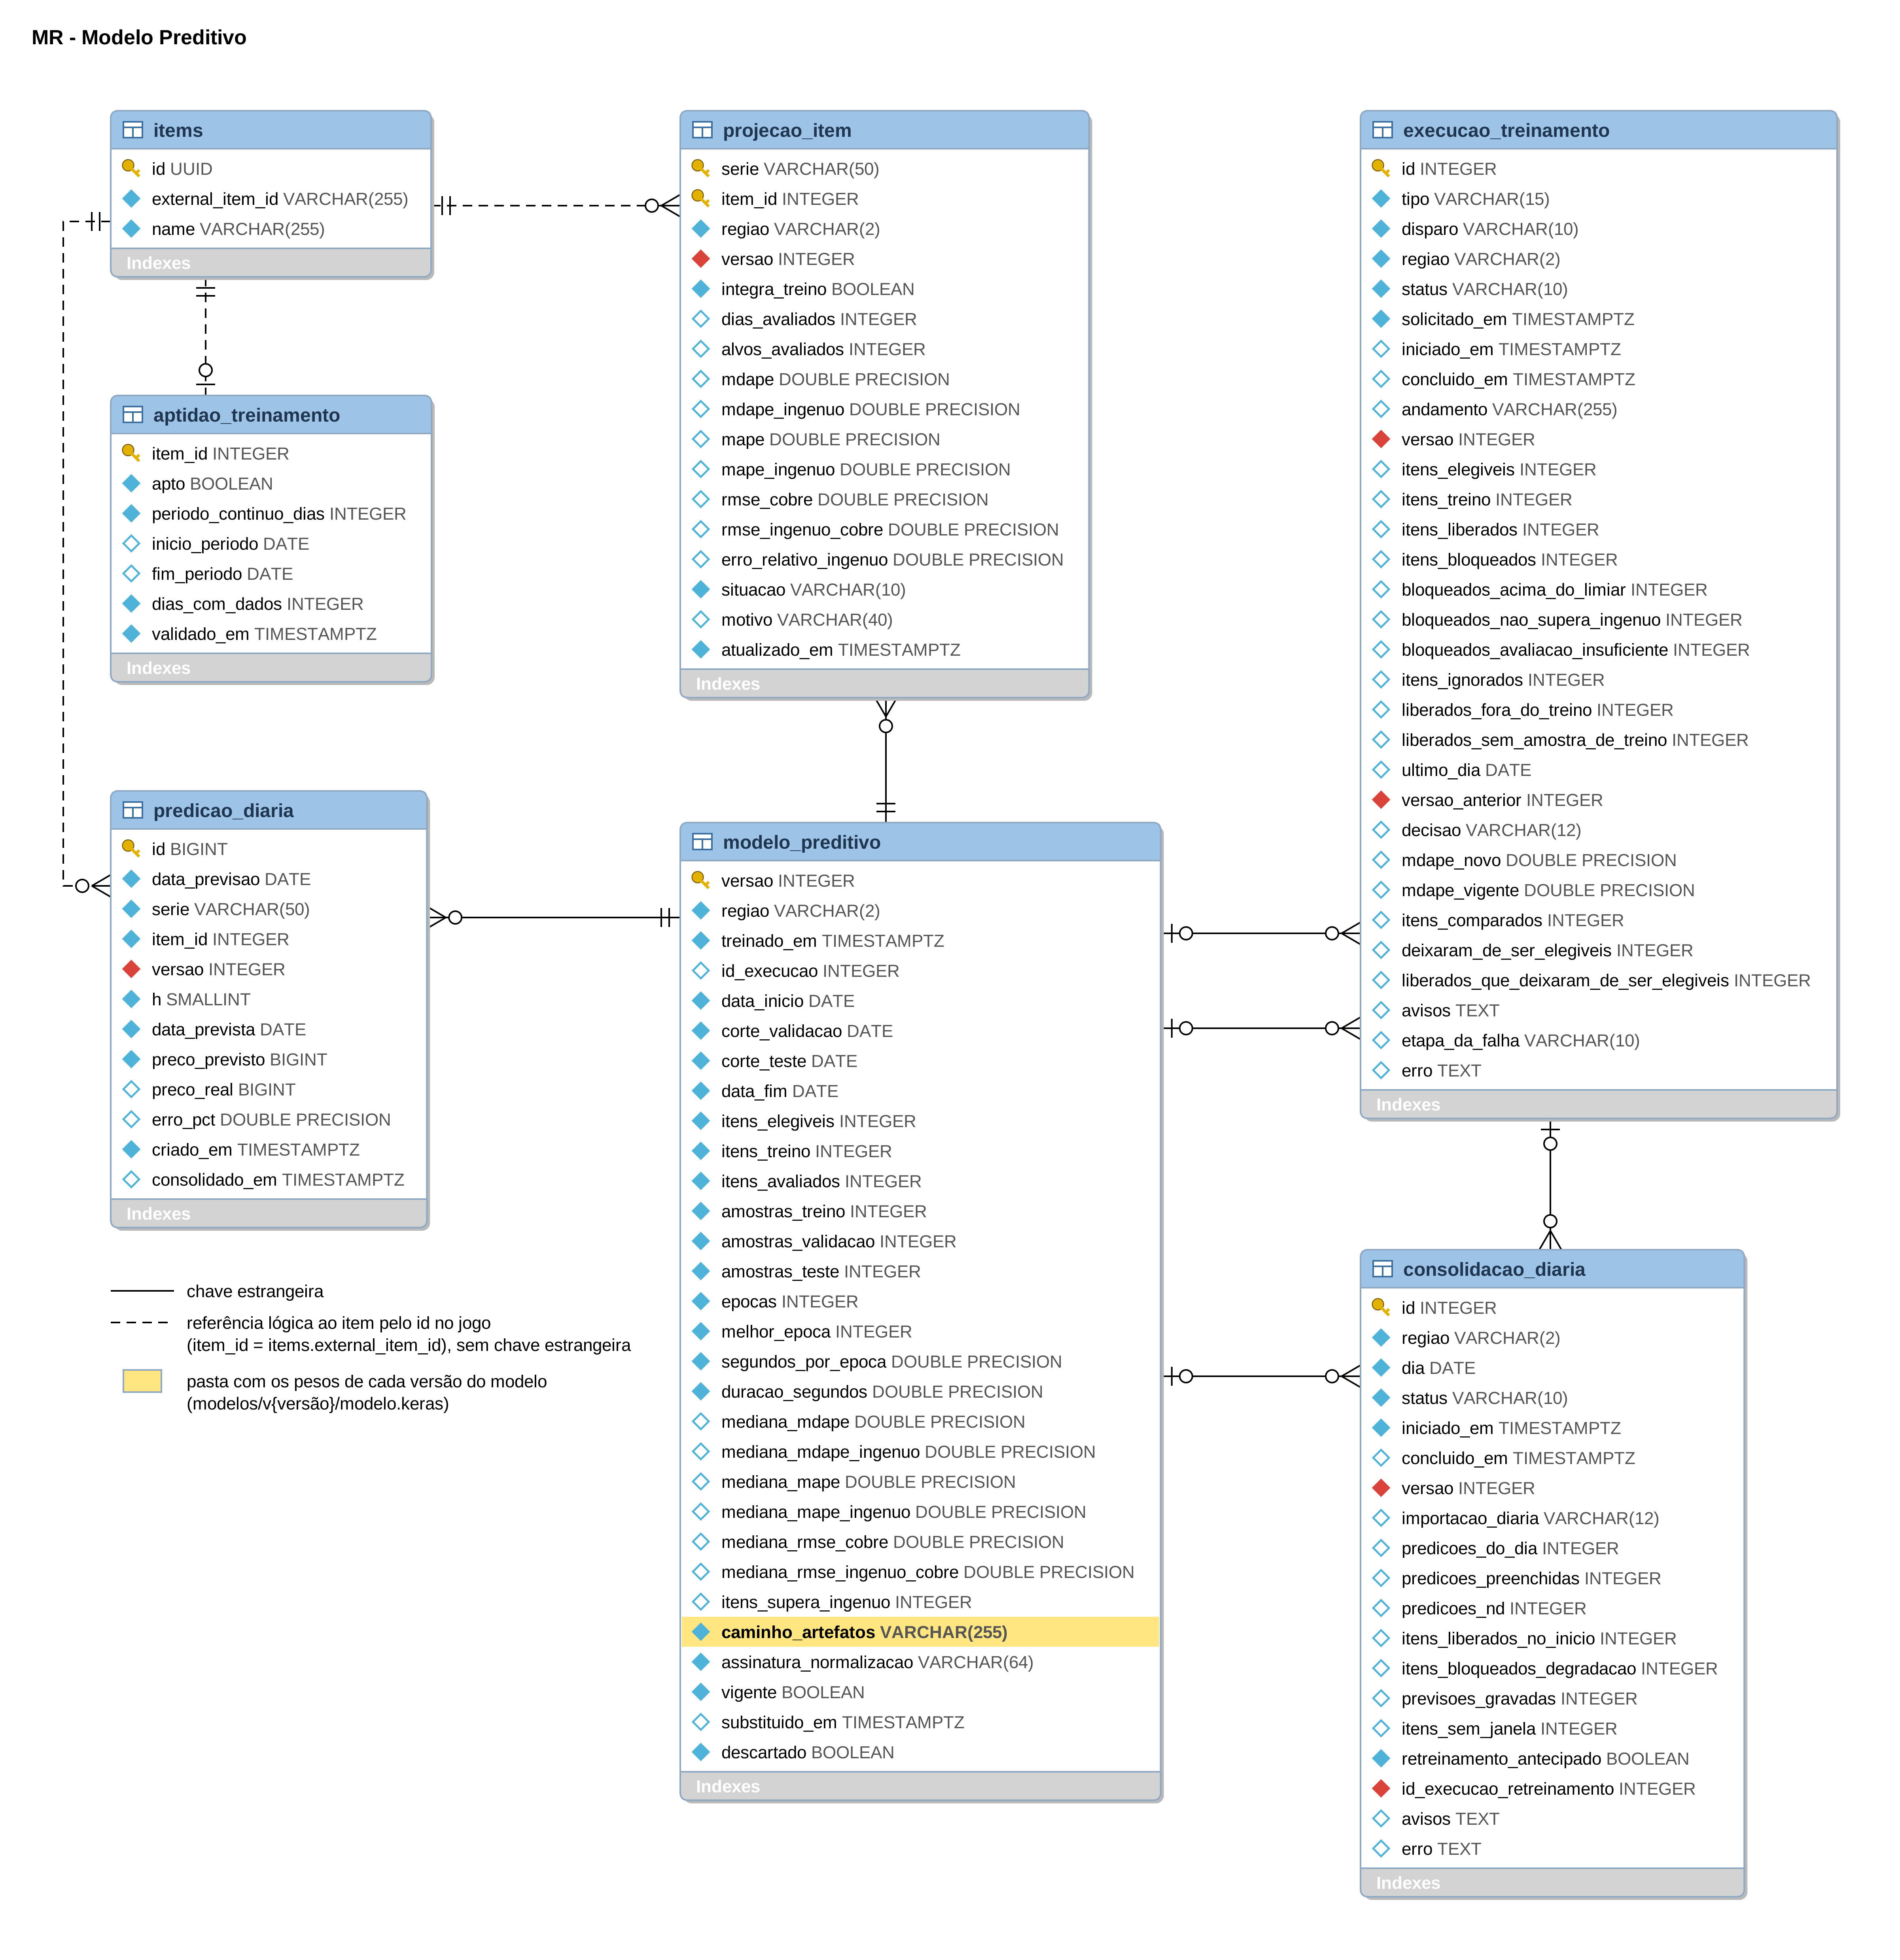 MR - Modelo Preditivo
items
id UUID
external_item_id VARCHAR(255)
name VARCHAR(255)
Indexes
aptidao_treinamento
item_id INTEGER
apto BOOLEAN
periodo_continuo_dias INTEGER
inicio_periodo DATE
fim_periodo DATE
dias_com_dados INTEGER
validado_em TIMESTAMPTZ
Indexes
predicao_diaria
id BIGINT
data_previsao DATE
serie VARCHAR(50)
item_id INTEGER
versao INTEGER
h SMALLINT
data_prevista DATE
preco_previsto BIGINT
preco_real BIGINT
erro_pct DOUBLE PRECISION
criado_em TIMESTAMPTZ
consolidado_em TIMESTAMPTZ
Indexes
chave estrangeira
referência lógica ao item pelo id no jogo
(item_id = items.external_item_id), sem chave estrangeira
pasta com os pesos de cada versão do modelo
(modelos/v{versão}/modelo.keras)
projecao_item
serie VARCHAR(50)
item_id INTEGER
regiao VARCHAR(2)
versao INTEGER
integra_treino BOOLEAN
dias_avaliados INTEGER
alvos_avaliados INTEGER
mdape DOUBLE PRECISION
mdape_ingenuo DOUBLE PRECISION
mape DOUBLE PRECISION
mape_ingenuo DOUBLE PRECISION
rmse_cobre DOUBLE PRECISION
rmse_ingenuo_cobre DOUBLE PRECISION
erro_relativo_ingenuo DOUBLE PRECISION
situacao VARCHAR(10)
motivo VARCHAR(40)
atualizado_em TIMESTAMPTZ
Indexes
modelo_preditivo
versao INTEGER
regiao VARCHAR(2)
treinado_em TIMESTAMPTZ
id_execucao INTEGER
data_inicio DATE
corte_validacao DATE
corte_teste DATE
data_fim DATE
itens_elegiveis INTEGER
itens_treino INTEGER
itens_avaliados INTEGER
amostras_treino INTEGER
amostras_validacao INTEGER
amostras_teste INTEGER
epocas INTEGER
melhor_epoca INTEGER
segundos_por_epoca DOUBLE PRECISION
duracao_segundos DOUBLE PRECISION
mediana_mdape DOUBLE PRECISION
mediana_mdape_ingenuo DOUBLE PRECISION
mediana_mape DOUBLE PRECISION
mediana_mape_ingenuo DOUBLE PRECISION
mediana_rmse_cobre DOUBLE PRECISION
mediana_rmse_ingenuo_cobre DOUBLE PRECISION
itens_supera_ingenuo INTEGER
caminho_artefatos VARCHAR(255)
assinatura_normalizacao VARCHAR(64)
vigente BOOLEAN
substituido_em TIMESTAMPTZ
descartado BOOLEAN
Indexes
execucao_treinamento
id INTEGER
tipo VARCHAR(15)
disparo VARCHAR(10)
regiao VARCHAR(2)
status VARCHAR(10)
solicitado_em TIMESTAMPTZ
iniciado_em TIMESTAMPTZ
concluido_em TIMESTAMPTZ
andamento VARCHAR(255)
versao INTEGER
itens_elegiveis INTEGER
itens_treino INTEGER
itens_liberados INTEGER
itens_bloqueados INTEGER
bloqueados_acima_do_limiar INTEGER
bloqueados_nao_supera_ingenuo INTEGER
bloqueados_avaliacao_insuficiente INTEGER
itens_ignorados INTEGER
liberados_fora_do_treino INTEGER
liberados_sem_amostra_de_treino INTEGER
ultimo_dia DATE
versao_anterior INTEGER
decisao VARCHAR(12)
mdape_novo DOUBLE PRECISION
mdape_vigente DOUBLE PRECISION
itens_comparados INTEGER
deixaram_de_ser_elegiveis INTEGER
liberados_que_deixaram_de_ser_elegiveis INTEGER
avisos TEXT
etapa_da_falha VARCHAR(10)
erro TEXT
Indexes
consolidacao_diaria
id INTEGER
regiao VARCHAR(2)
dia DATE
status VARCHAR(10)
iniciado_em TIMESTAMPTZ
concluido_em TIMESTAMPTZ
versao INTEGER
importacao_diaria VARCHAR(12)
predicoes_do_dia INTEGER
predicoes_preenchidas INTEGER
predicoes_nd INTEGER
itens_liberados_no_inicio INTEGER
itens_bloqueados_degradacao INTEGER
previsoes_gravadas INTEGER
itens_sem_janela INTEGER
retreinamento_antecipado BOOLEAN
id_execucao_retreinamento INTEGER
avisos TEXT
erro TEXT
Indexes